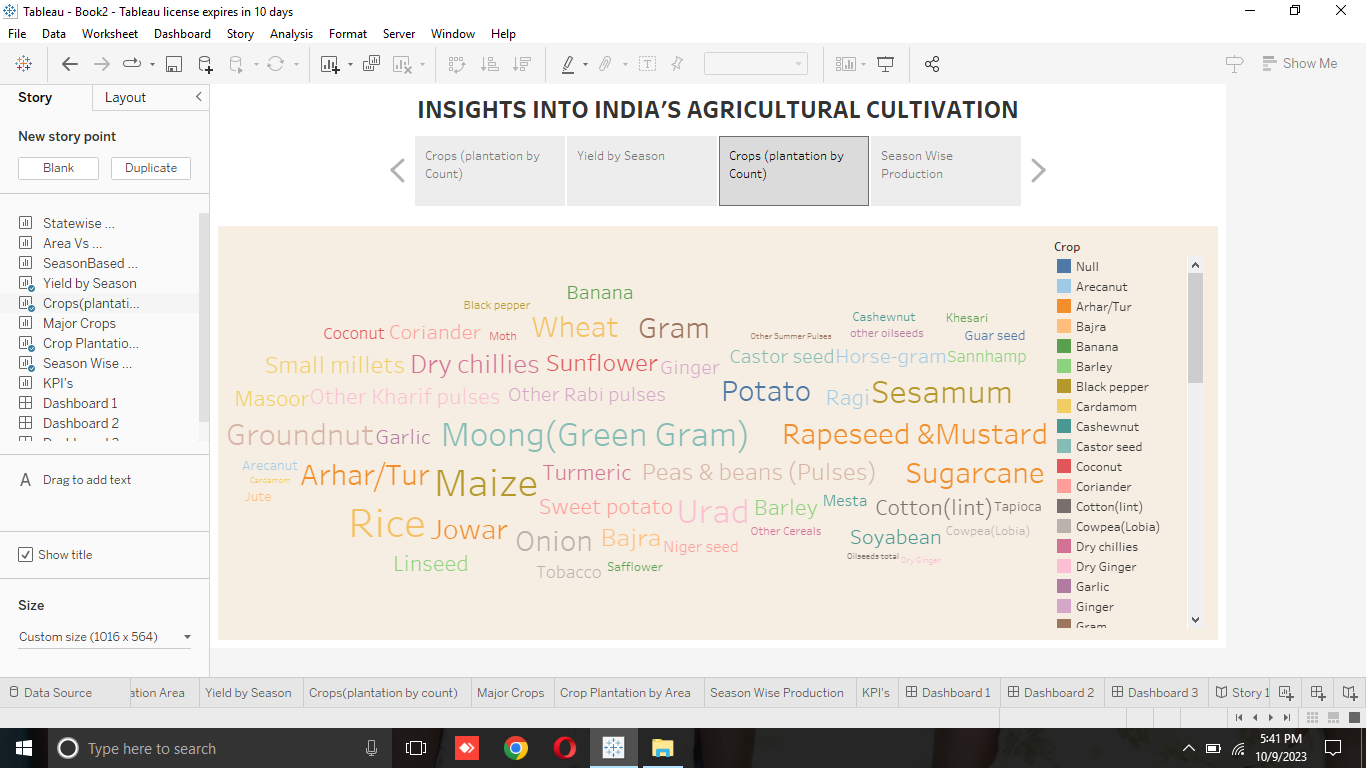 Tableau - Book2 - Tableau license expires in 10 days
File Data Worksheet Dashboard Story Analysis Format Server Window Help
Show Me
Story Layout
New story point
Blank Duplicate
Statewise ...
Area Vs ...
SeasonBased ...
Yield by Season
Crops(plantati...
Major Crops
Crop Plantatio...
Season Wise ...
KPI's
Dashboard 1
Dashboard 2
A Drag to add text
Show title
Size
Custom size (1016 x 564)
INSIGHTS INTO INDIA’S AGRICULTURAL CULTIVATION
Crops (plantation by
Count)
Yield by Season
Crops (plantation by
Count)
Season Wise
Production
Banana
Black pepper
Coconut Coriander Moth Wheat Gram Other Summer Pulses
Cashewnut Khesari
other oilseeds Guar seed
Small millets Dry chillies Sunflower Ginger Castor seed Horse-gram Sannhamp
Masoor Other Kharif pulses Other Rabi pulses Potato Ragi Sesamum
Groundnut Garlic Moong(Green Gram) Rapeseed &Mustard
Arecanut
Cardamom
Jute
Arhar/Tur Maize Turmeric Peas & beans (Pulses) Sugarcane
Sweet potato Urad Barley Mesta Cotton(lint) Tapioca
Rice Jowar Onion Bajra Niger seed Other Cereals Soyabean Cowpea(Lobia)
Oilseeds total Dry Ginger
Linseed Tobacco Safflower
Crop
Null
Arecanut
Arhar/Tur
Bajra
Banana
Barley
Black pepper
Cardamom
Cashewnut
Castor seed
Coconut
Coriander
Cotton(lint)
Cowpea(Lobia)
Dry chillies
Dry Ginger
Garlic
Ginger
Gram
Data Source ation Area Yield by Season Crops(plantation by count) Major Crops Crop Plantation by Area Season Wise Production KPI's Dashboard 1 Dashboard 2 Dashboard 3 Story 1
Type here to search
5:41 PM
10/9/2023